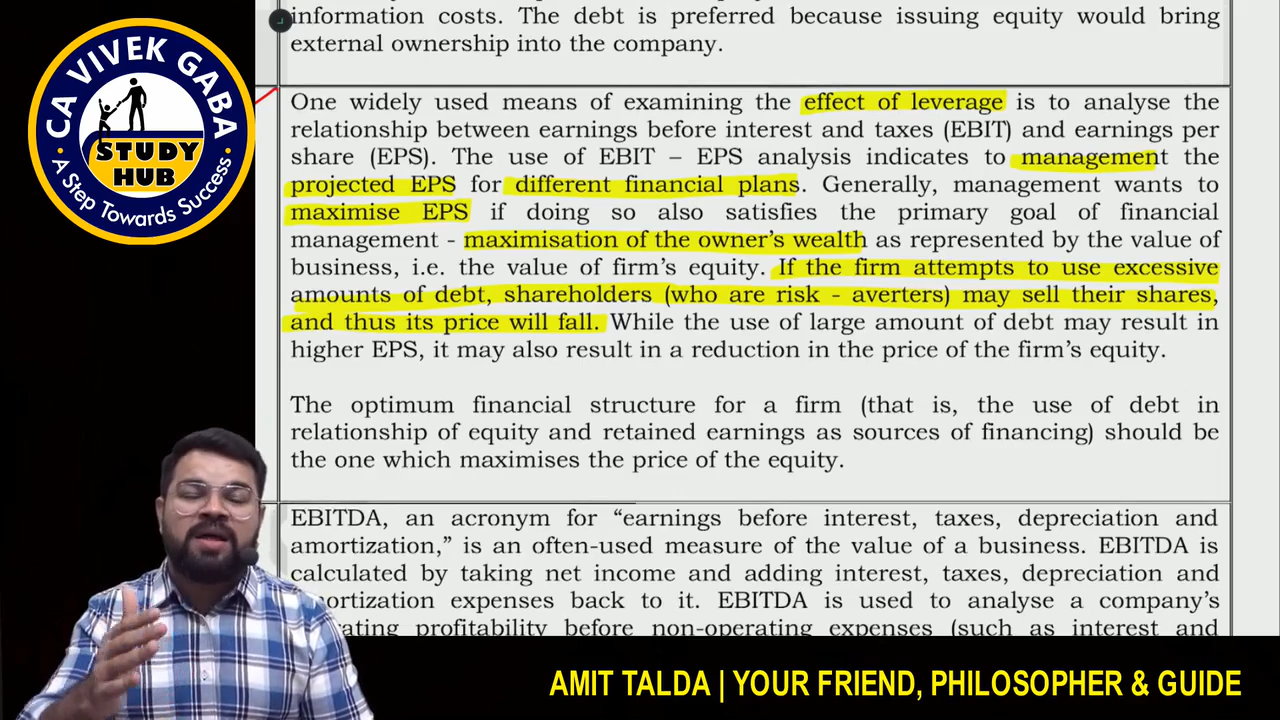 information costs. The debt is preferred because issuing equity would bring
external ownership into the company.
One widely used means of examining the effect of leverage is to analyse the
relationship between earnings before interest and taxes (EBIT) and earnings per
share (EPS). The use of EBIT – EPS analysis indicates to management the
projected EPS for different financial plans. Generally, management wants to
maximise EPS if doing so also satisfies the primary goal of financial
management - maximisation of the owner's wealth as represented by the value of
business, i.e. the value of firm's equity. If the firm attempts to use excessive
amounts of debt, shareholders (who are risk - averters) may sell their shares,
and thus its price will fall. While the use of large amount of debt may result in
higher EPS, it may also result in a reduction in the price of the firm's equity.
The optimum financial structure for a firm (that is, the use of debt in
relationship of equity and retained earnings as sources of financing) should be
the one which maximises the price of the equity.
EBITDA, an acronym for “earnings before interest, taxes, depreciation and
amortization,” is an often-used measure of the value of a business. EBITDA is
calculated by taking net income and adding interest, taxes, depreciation and
ortization expenses back to it. EBITDA is used to analyse a company's
rating profitability before non-operating expenses (such as interest and
CA VIVEK GABA
STUDY
HUB
A Step Towards Success
AMIT TALDA | YOUR FRIEND, PHILOSOPHER & GUIDE